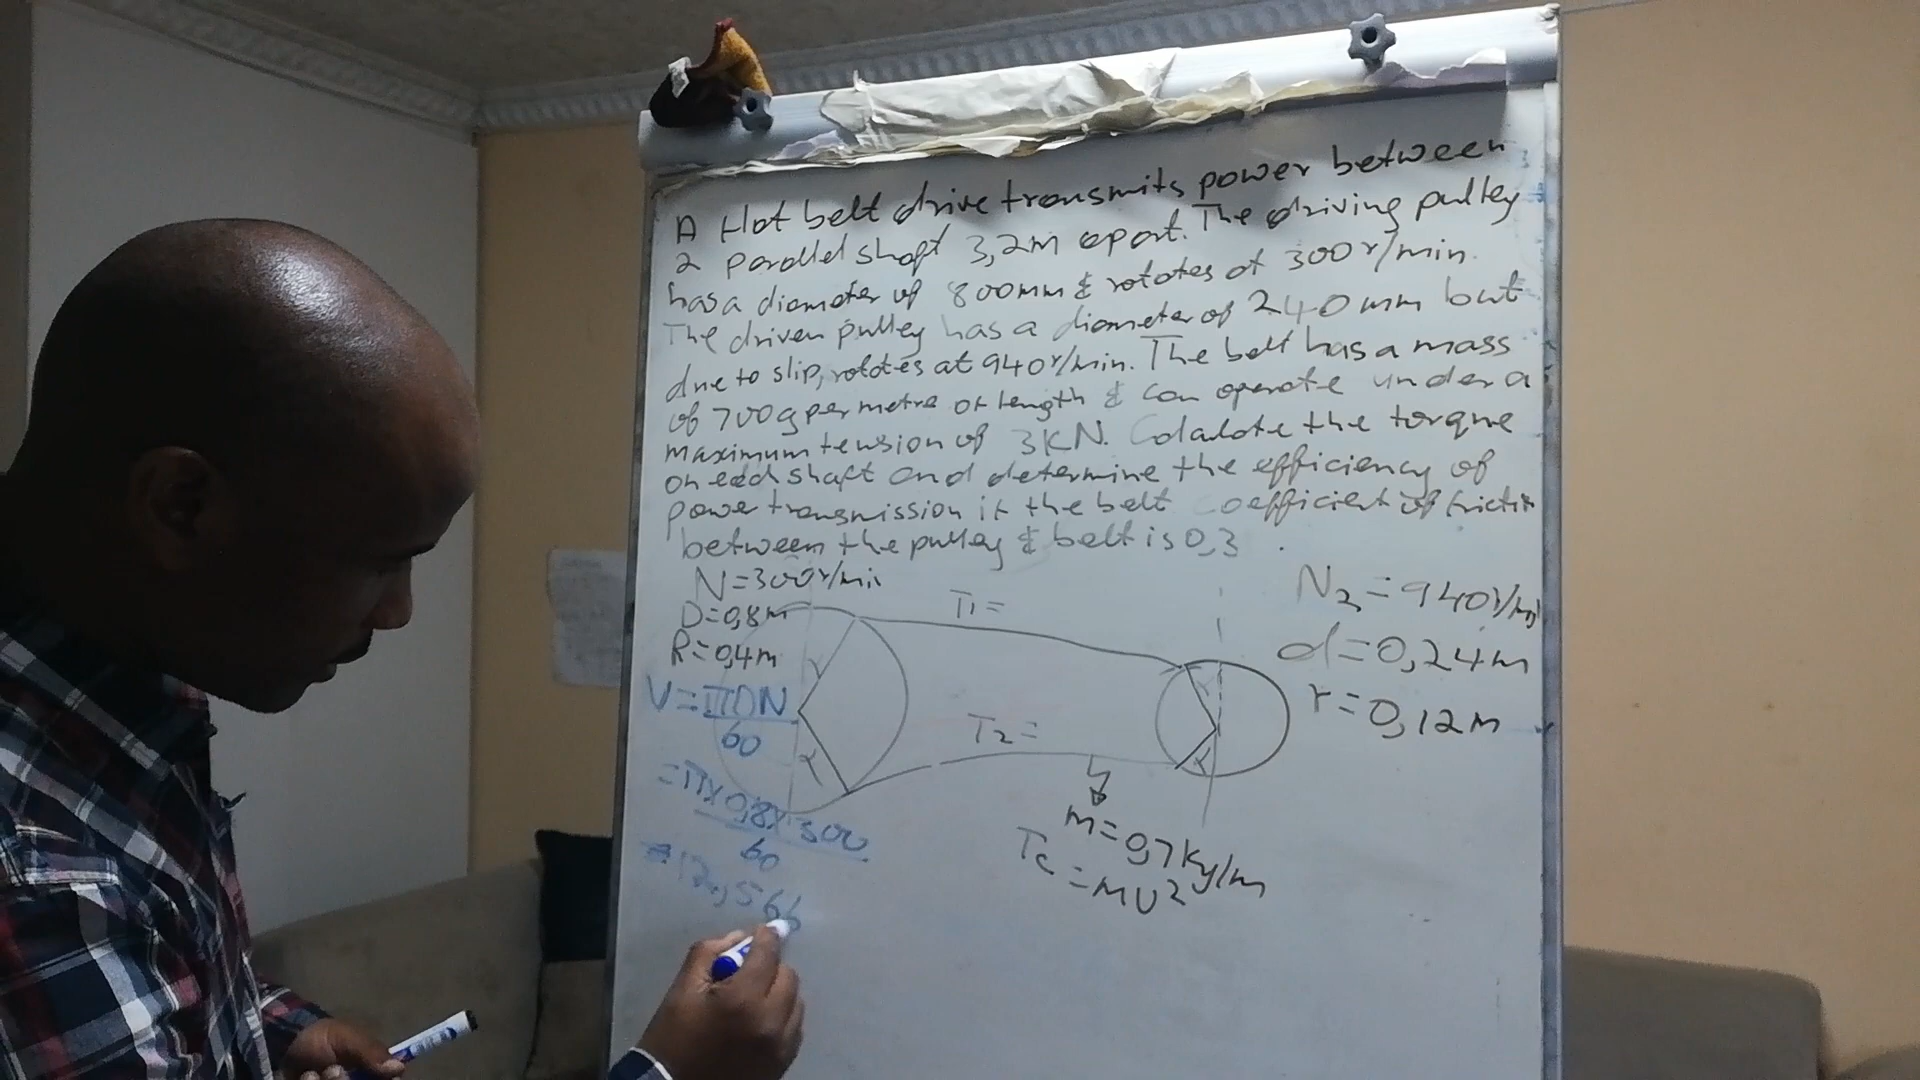 A flat belt drive transmits power between
2 parallel shaft 3,2m apart. The driving pulley
has a diameter of 800mm & rotates at 300r/min.
The driven pulley has a diameter of 240mm but
due to slip, rotates at 940r/min. The belt has a mass
of 700g per metre of length & can operate under a
maximum tension of 3KN. Calculate the torque
on each shaft and determine the efficiency of
power transmission if the belt coefficient of friction
between the pulley & belt is 0,3.
N=300r/min
D=0,8m
R=0,4m
V=πDN
60
=π×0,8×300
60
=12,566
T1=
T2=
m=0,7Kg/m
Tc=mv2
N2=940r/min
d=0,24m
r=0,12m